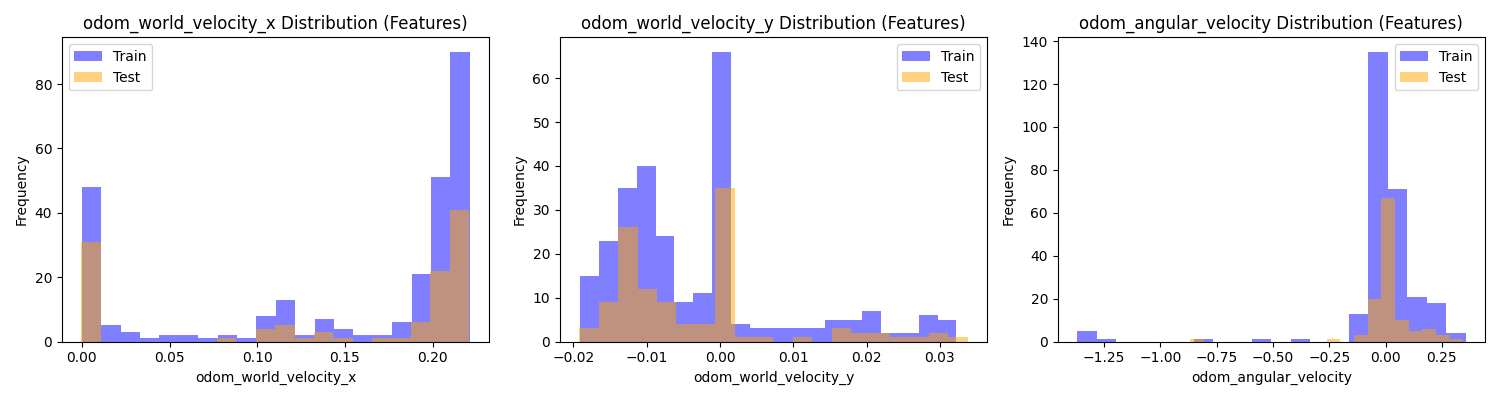 odom_world_velocity_x Distribution (Features)
Train
Test
80
60
40
20
0
Frequency
0.00 0.05 0.10 0.15 0.20
odom_world_velocity_x
odom_world_velocity_y Distribution (Features)
Train
Test
60
50
40
30
20
10
0
Frequency
−0.02 −0.01 0.00 0.01 0.02 0.03
odom_world_velocity_y
odom_angular_velocity Distribution (Features)
Train
Test
140
120
100
80
60
40
20
0
Frequency
−1.25 −1.00 −0.75 −0.50 −0.25 0.00 0.25
odom_angular_velocity